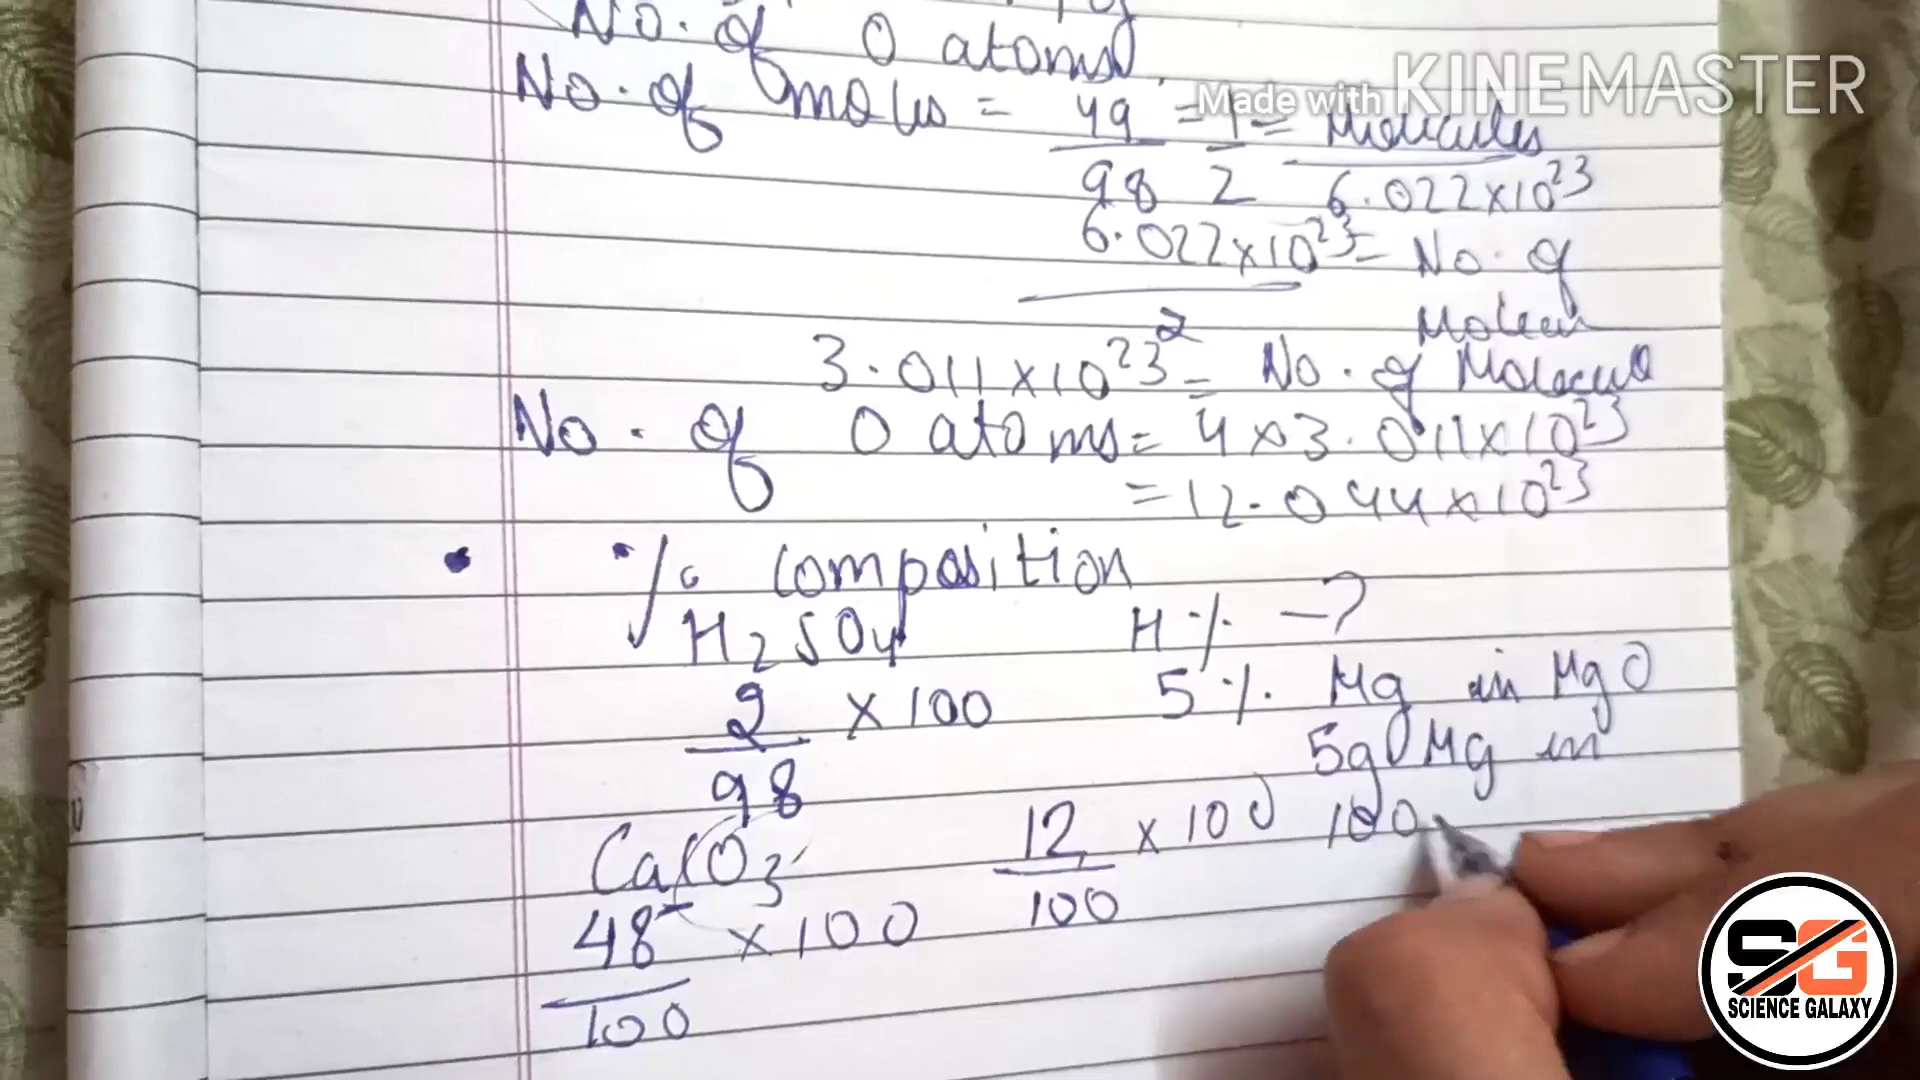 No. of O atoms
Made with KINEMASTER
No. of moles = 49 = 1 = Molecules
98 2 6.022×10²³
6.022×10²³ = No. of
2
3.011×10²³ = No. of
No. of O atoms = 4×3.011×10²³
= 12.044×10²³
• % composition
H₂SO₄ H% –?
2 ×100 5% Mg in MgO
98 5g Mg in
CaCO₃ 12 ×100 100
48 ×100 100
100
SG
SCIENCE GALAXY